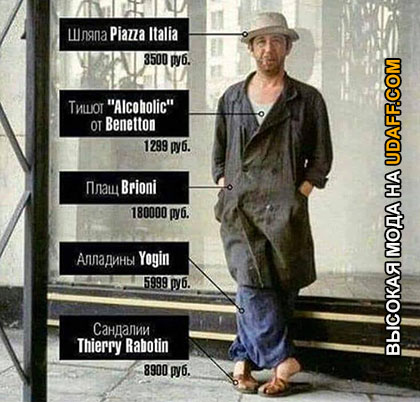 Шляпа Piazza Italia
3500 руб.
Тишот "Alcoholic"
от Benetton
1299 руб.
Плащ Brioni
180000 руб.
Алладины Yogin
5999 руб.
Сандалии
Thierry Rabotin
8900 руб.
ВЫСОКАЯ МОДА НА UDAFF.COM